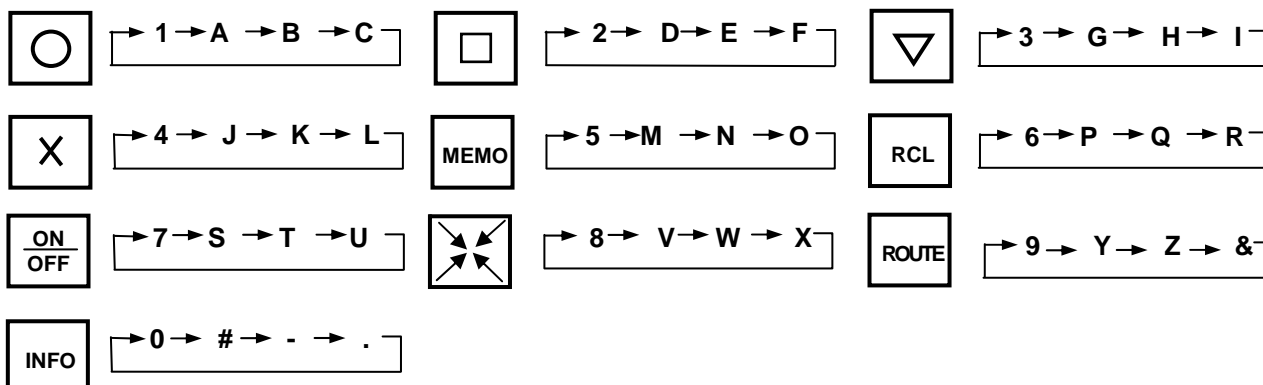 1 A B C 2 D E F 3 G H I
4 J K L MEMO 5 M N O RCL 6 P Q R
ON
OFF 7 S T U 8 V W X ROUTE 9 Y Z &
INFO 0 # - .